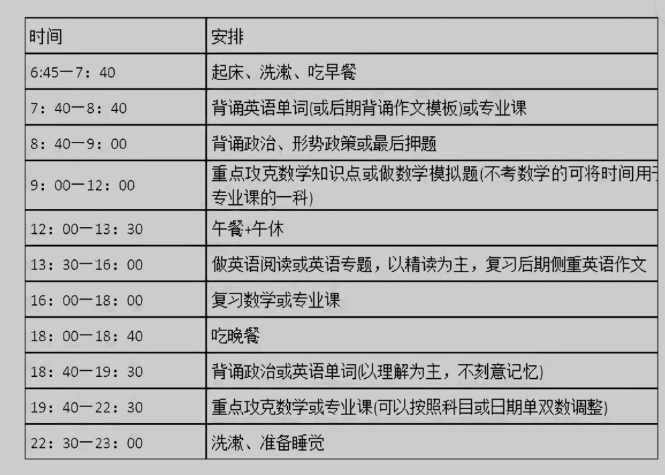 时间 安排
6:45—7：40 起床、洗漱、吃早餐
7：40—8：40 背诵英语单词(或后期背诵作文模板)或专业课
8：40—9：00 背诵政治、形势政策或最后押题
9：00—12：00 重点攻克数学知识点或做数学模拟题(不考数学的可将时间用于
专业课的一科)
12：00—13：30 午餐+午休
13：30—16：00 做英语阅读或英语专题，以精读为主，复习后期侧重英语作文
16：00—18：00 复习数学或专业课
18：00—18：40 吃晚餐
18：40—19：30 背诵政治或英语单词(以理解为主，不刻意记忆)
19：40—22：30 重点攻克数学或专业课(可以按照科目或日期单双数调整)
22：30—23：00 洗漱、准备睡觉